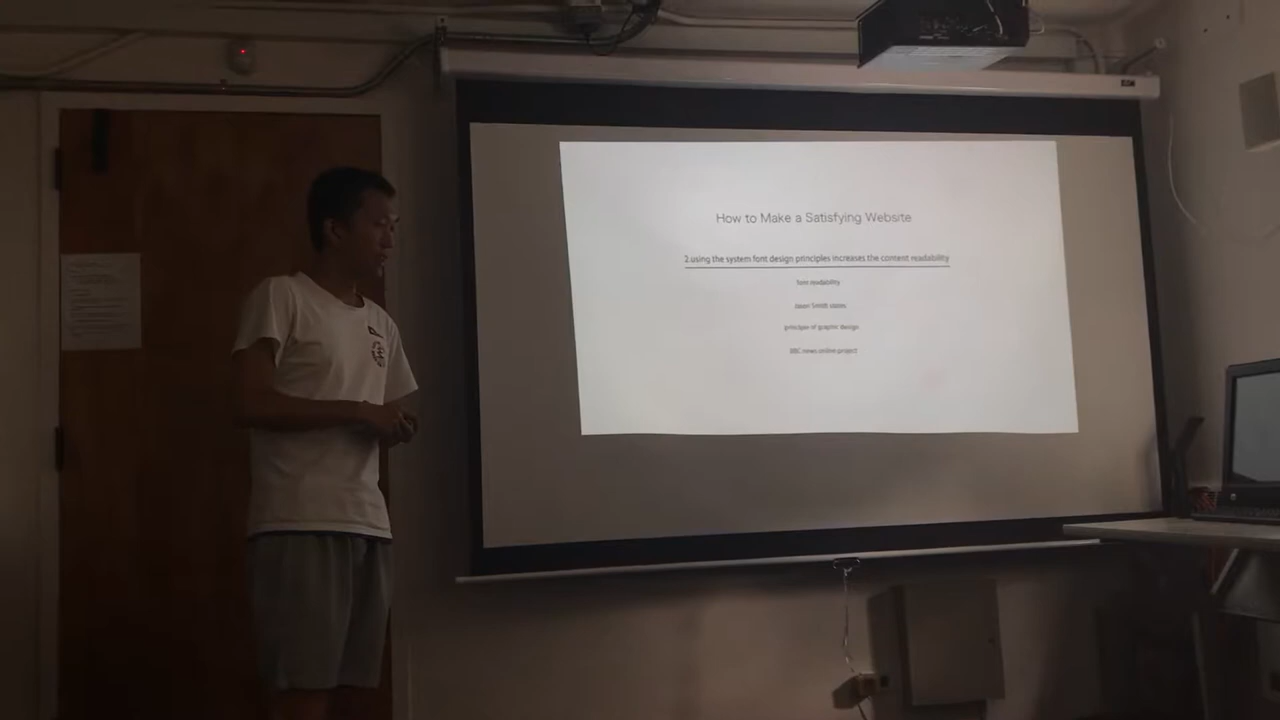 How to Make a Satisfying Website
2.using the system font design principles increases the content readability
font readability
Jason Smith states
principle of graphic design
BBC news online project